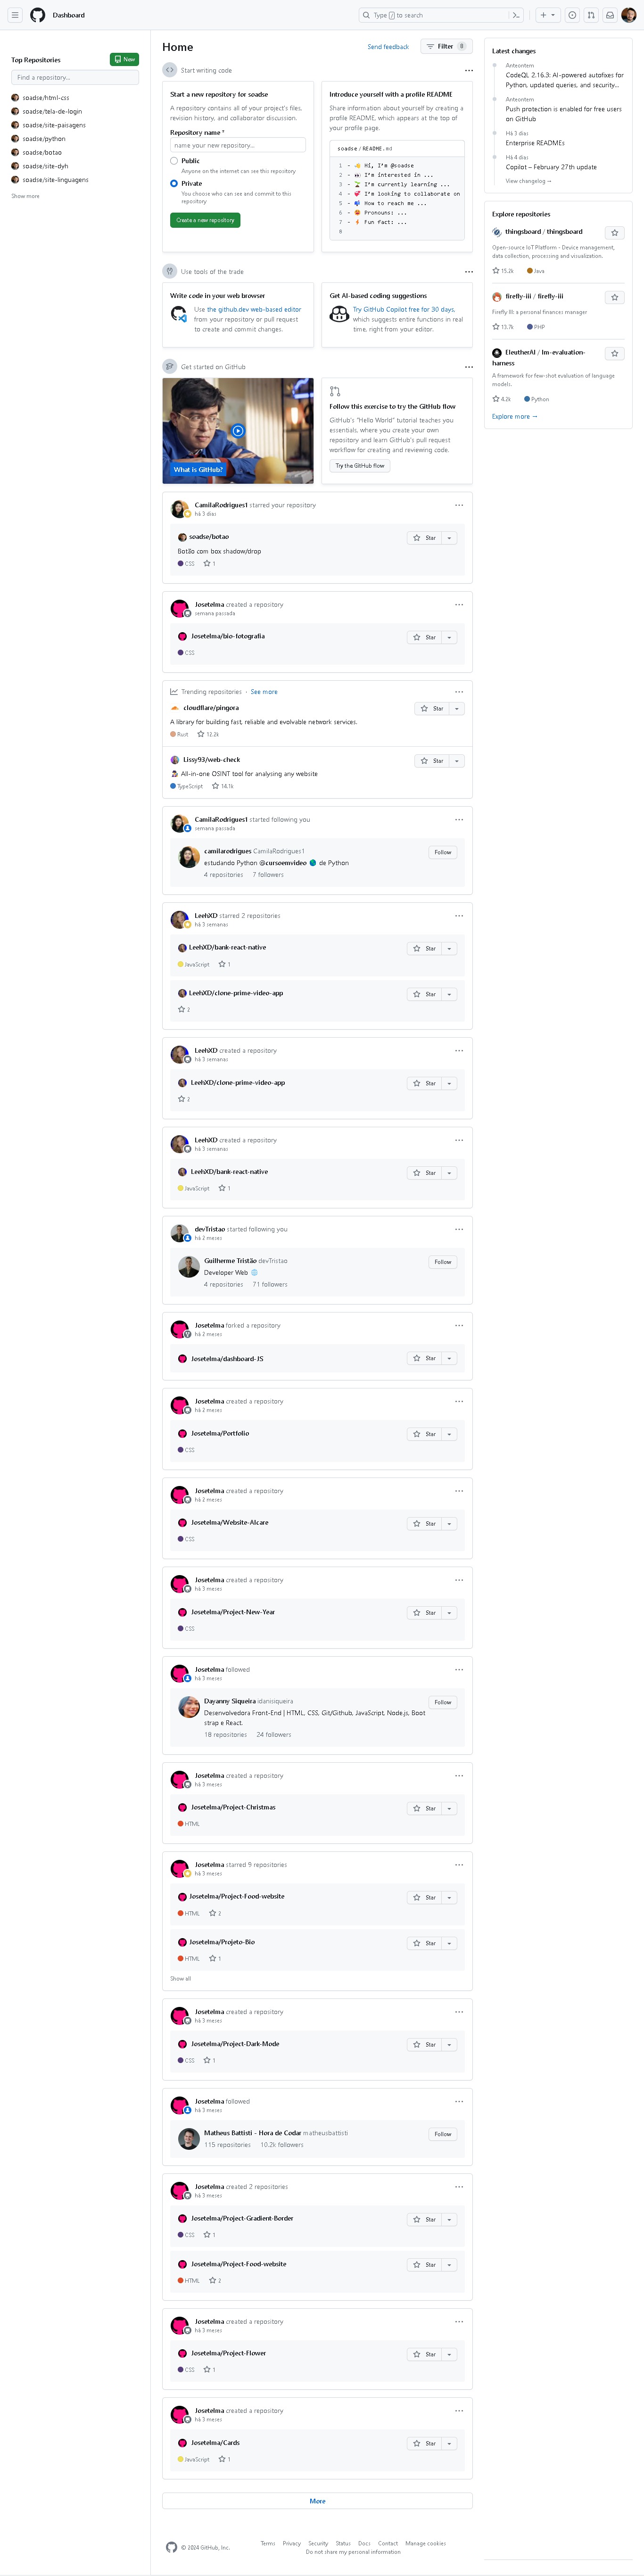 Dashboard
Type / to search
Top Repositories
New
Find a repository...
soadse/html-css
soadse/tela-de-login
soadse/site-paisagens
soadse/python
soadse/botao
soadse/site-dyh
soadse/site-linguagens
Show more
Home
Send feedback
Filter 8
Start writing code
Start a new repository for soadse
A repository contains all of your project's files,
revision history, and collaborator discussion.
Repository name *
name your new repository...
Public
Anyone on the internet can see this repository
Private
You choose who can see and commit to this
repository
Create a new repository
Introduce yourself with a profile README
Share information about yourself by creating a
profile README, which appears at the top of
your profile page.
soadse / README.md
1 - 👋 Hi, I'm @soadse
2 - 👀 I'm interested in ...
3 - 🌱 I'm currently learning ...
4 - 💞️ I'm looking to collaborate on
5 - 📫 How to reach me ...
6 - 😄 Pronouns: ...
7 - ⚡ Fun fact: ...
8
Use tools of the trade
Write code in your web browser
Use the github.dev web-based editor
from your repository or pull request
to create and commit changes.
Get AI-based coding suggestions
Try GitHub Copilot free for 30 days,
which suggests entire functions in real
time, right from your editor.
Get started on GitHub
What is GitHub?
Follow this exercise to try the GitHub flow
GitHub's "Hello World" tutorial teaches you
essentials, where you create your own
repository and learn GitHub's pull request
workflow for creating and reviewing code.
Try the GitHub flow
CamilaRodrigues1 starred your repository
há 3 dias
soadse/botao
Star
Botão com box shadow/drop
CSS 1
Josetelma created a repository
semana passada
Josetelma/bio-fotografia
Star
CSS
Trending repositories · See more
cloudflare/pingora
Star
A library for building fast, reliable and evolvable network services.
Rust 12.2k
Lissy93/web-check
Star
All-in-one OSINT tool for analysing any website
TypeScript 14.1k
CamilaRodrigues1 started following you
semana passada
camilarodrigues CamilaRodrigues1
Follow
estudando Python @cursoemvideo 🌎 de Python
4 repositories 7 followers
LeehXD starred 2 repositories
há 3 semanas
LeehXD/bank-react-native
Star
JavaScript 1
LeehXD/clone-prime-video-app
Star
2
LeehXD created a repository
há 3 semanas
LeehXD/clone-prime-video-app
Star
2
LeehXD created a repository
há 3 semanas
LeehXD/bank-react-native
Star
JavaScript 1
devTristao started following you
há 2 meses
Guilherme Tristão devTristao
Follow
Developer Web
4 repositories 71 followers
Josetelma forked a repository
há 2 meses
Josetelma/dashboard-JS
Star
Josetelma created a repository
há 2 meses
Josetelma/Portfolio
Star
CSS
Josetelma created a repository
há 2 meses
Josetelma/Website-Alcare
Star
CSS
Josetelma created a repository
há 3 meses
Josetelma/Project-New-Year
Star
CSS
Josetelma followed
há 3 meses
Dayanny Siqueira idanisiqueira
Follow
Desenvolvedora Front-End | HTML, CSS, Git/Github, JavaScript, Node.js, Boot
strap e React.
18 repositories 24 followers
Josetelma created a repository
há 3 meses
Josetelma/Project-Christmas
Star
HTML
Josetelma starred 9 repositories
há 3 meses
Josetelma/Project-Food-website
Star
HTML 2
Josetelma/Projeto-Bio
Star
HTML 1
Show all
Josetelma created a repository
há 3 meses
Josetelma/Project-Dark-Mode
Star
CSS 1
Josetelma followed
há 3 meses
Matheus Battisti - Hora de Codar matheusbattisti
Follow
115 repositories 10.2k followers
Josetelma created 2 repositories
há 3 meses
Josetelma/Project-Gradient-Border
Star
CSS 1
Josetelma/Project-Food-website
Star
HTML 2
Josetelma created a repository
há 3 meses
Josetelma/Project-Flower
Star
CSS 1
Josetelma created a repository
há 3 meses
Josetelma/Cards
Star
JavaScript 1
More
Latest changes
Anteontem
CodeQL 2.16.3: AI-powered autofixes for
Python, updated queries, and security...
Anteontem
Push protection is enabled for free users
on GitHub
Há 3 dias
Enterprise READMEs
Há 4 dias
Copilot – February 27th update
View changelog →
Explore repositories
thingsboard / thingsboard
Open-source IoT Platform - Device management,
data collection, processing and visualization.
15.2k Java
firefly-iii / firefly-iii
Firefly III: a personal finances manager
13.7k PHP
EleutherAI / lm-evaluation-
harness
A framework for few-shot evaluation of language
models.
4.2k Python
Explore more →
© 2024 GitHub, Inc.
Terms Privacy Security Status Docs Contact Manage cookies
Do not share my personal information